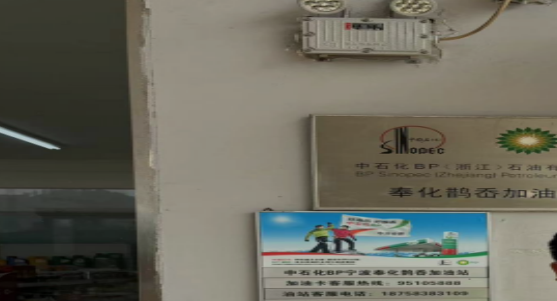 SINOPEC
中石化BP（浙江）石油有
BP Sinopec (Zhejiang) Petroleu
奉化鹊岙加油
中石化BP宁波奉化鹊岙加油站
加油卡客服热线：95105888
油站客服电话：18758383109